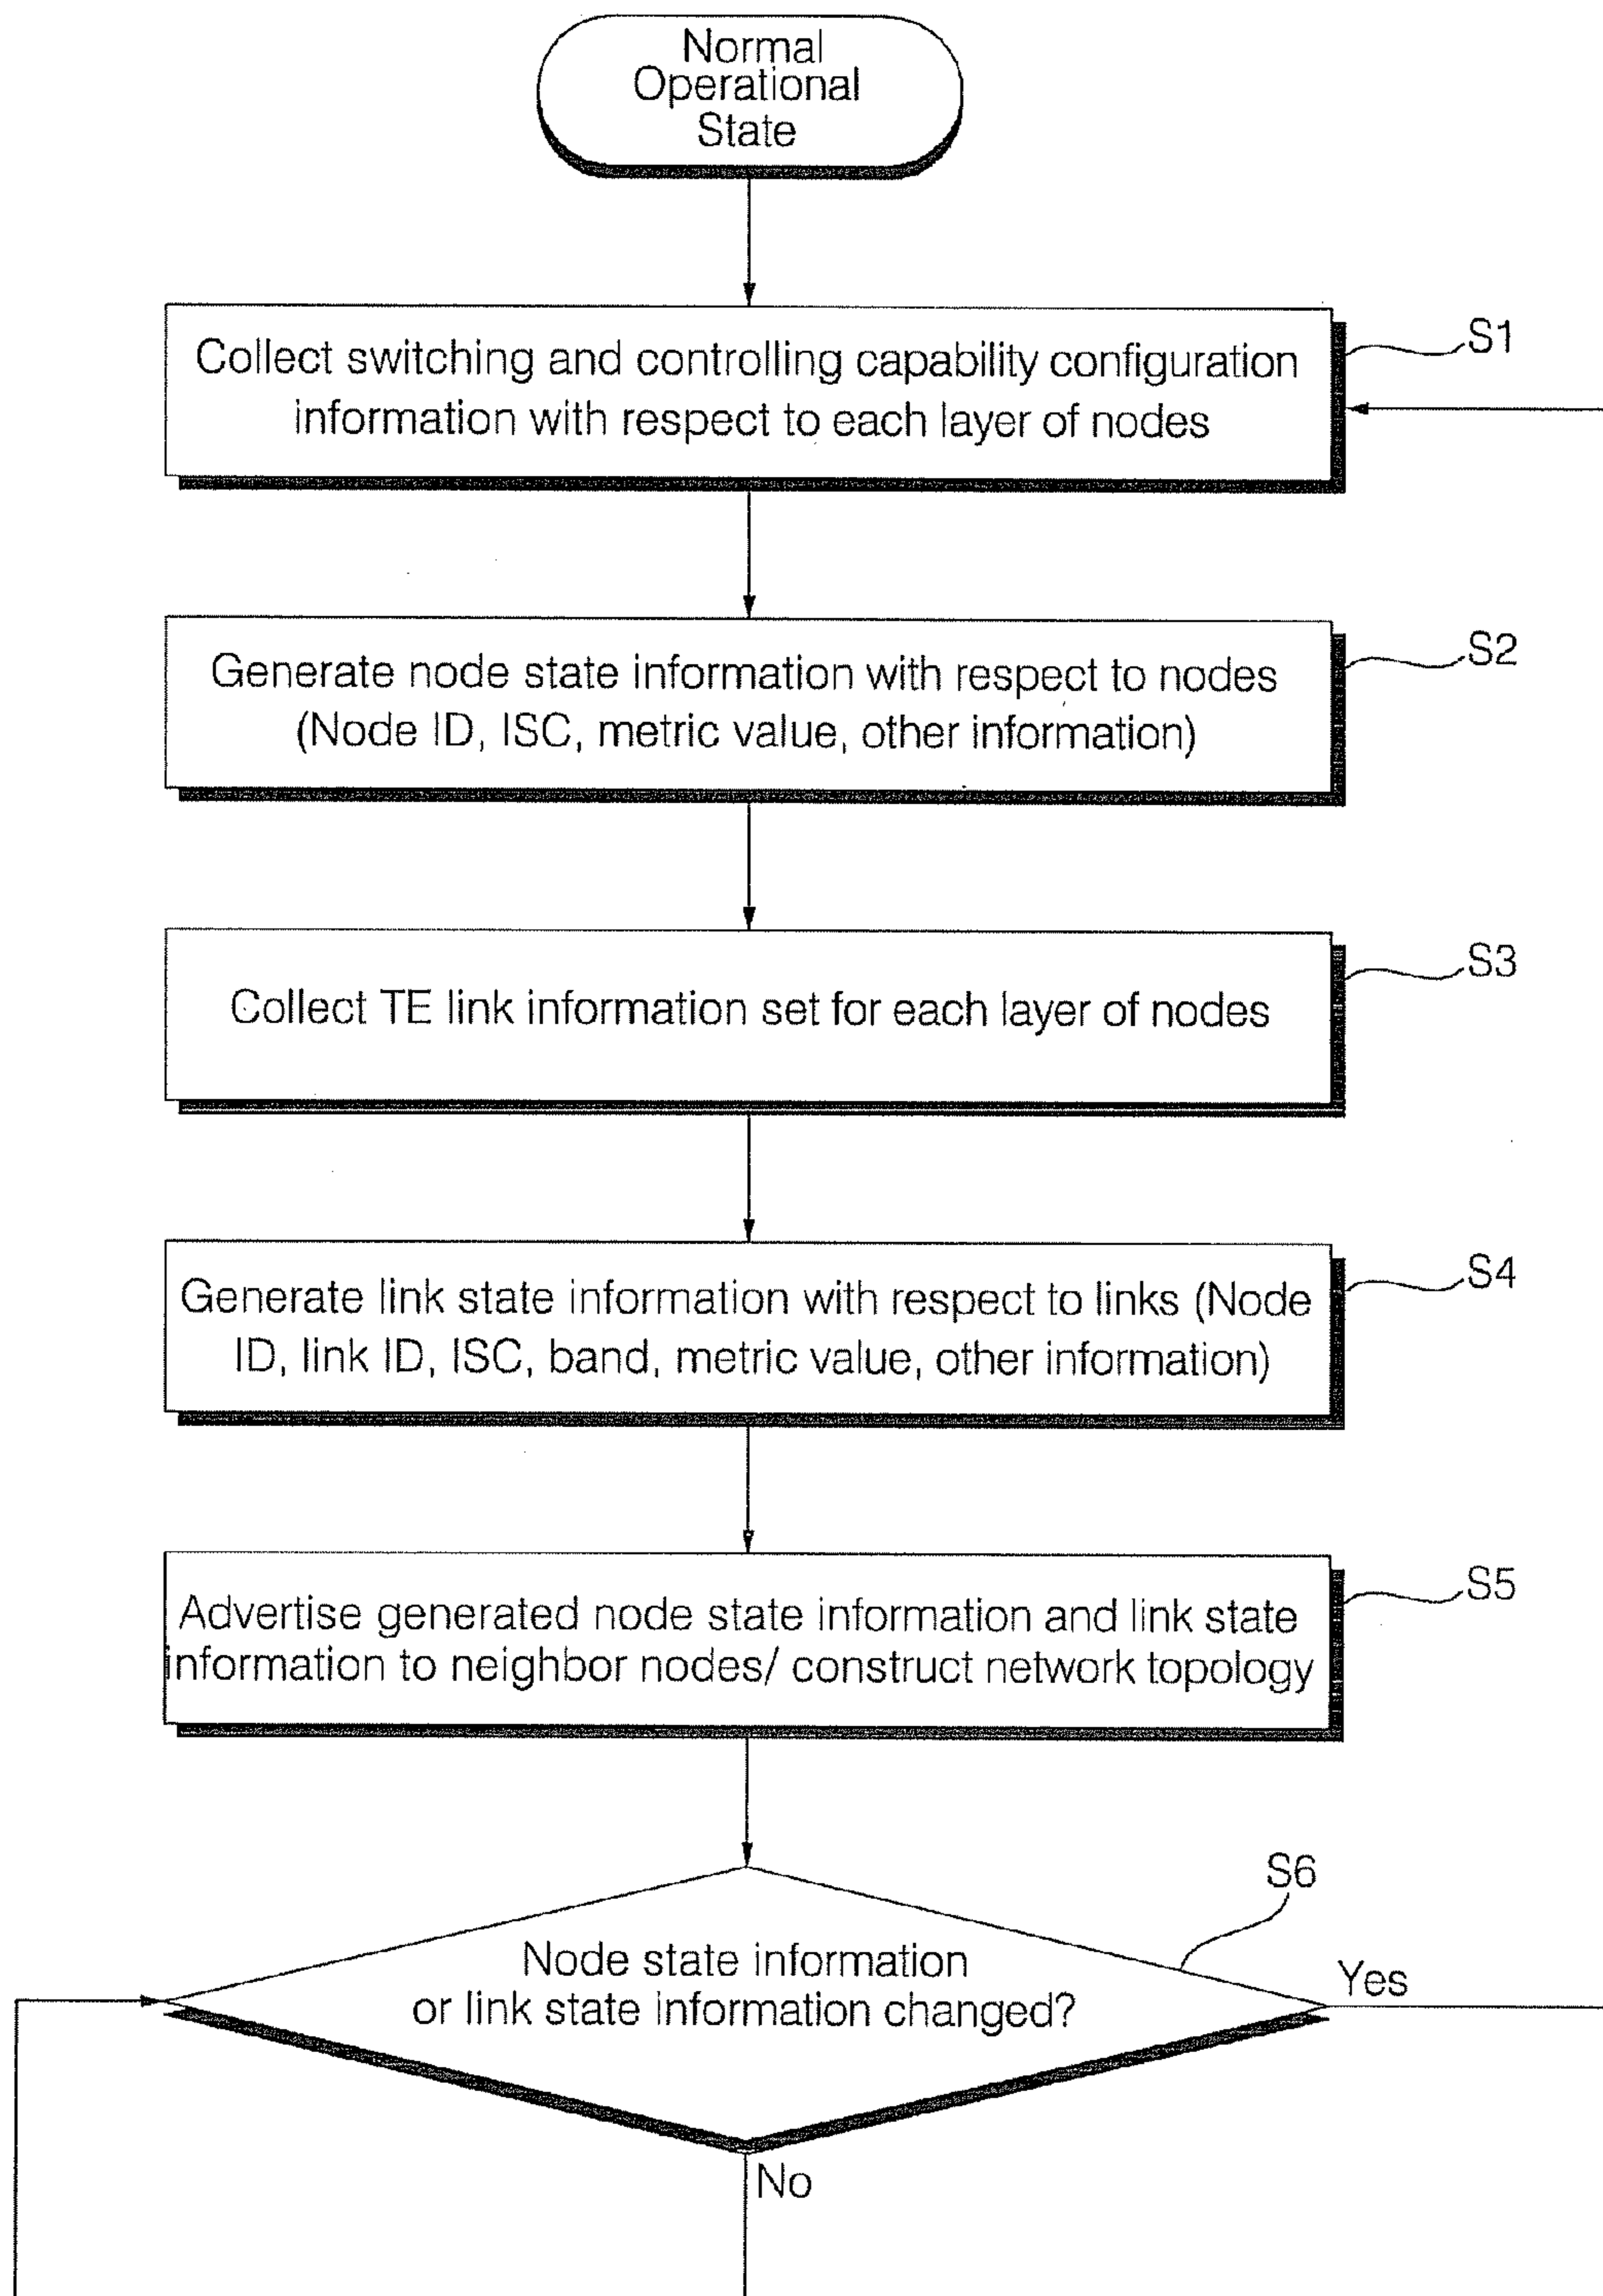 Normal
Operational
State
Collect switching and controlling capability configuration
information with respect to each layer of nodes
S1
Generate node state information with respect to nodes
(Node ID, ISC, metric value, other information)
S2
Collect TE link information set for each layer of nodes
S3
Generate link state information with respect to links (Node
ID, link ID, ISC, band, metric value, other information)
S4
Advertise generated node state information and link state
information to neighbor nodes/ construct network topology
S5
S6
Node state information
or link state information changed?
Yes
No